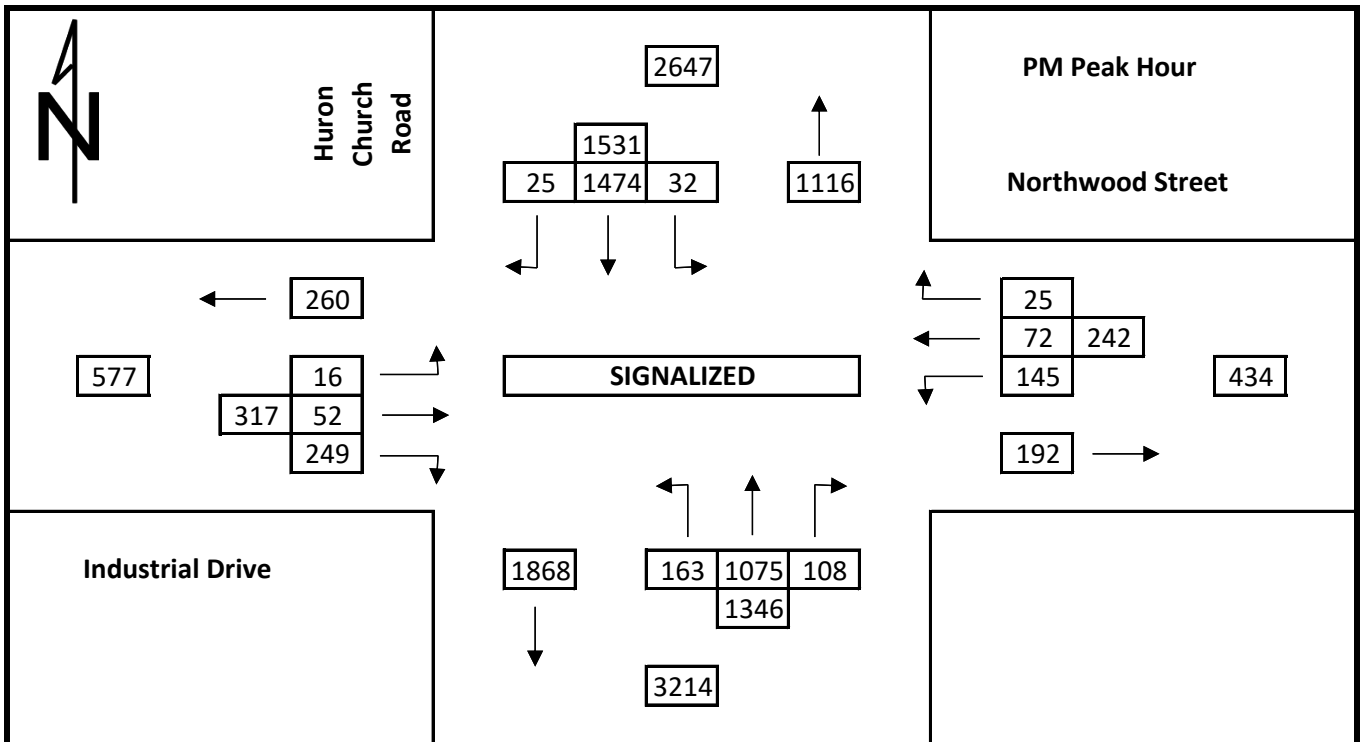 N
Huron
Church
Road
2647
PM Peak Hour
1531
25 1474 32
1116
Northwood Street
260
25
72 242
145
577
16
317 52
249
SIGNALIZED
434
192
Industrial Drive
1868
163 1075 108
1346
3214